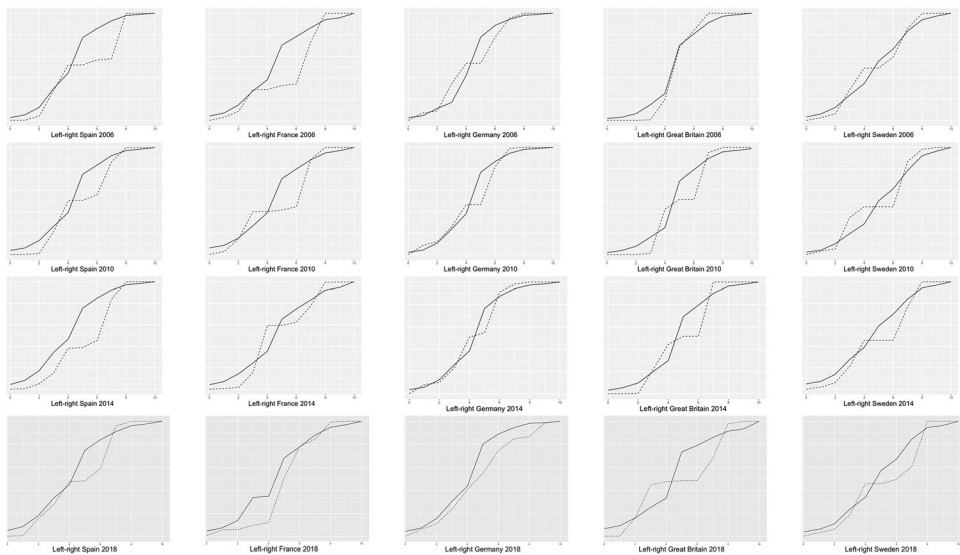 Left-right Spain 2006
Left-right France 2006
Left-right Germany 2006
Left-right Great Britain 2006
Left-right Sweden 2006
Left-right Spain 2010
Left-right France 2010
Left-right Germany 2010
Left-right Great Britain 2010
Left-right Sweden 2010
Left-right Spain 2014
Left-right France 2014
Left-right Germany 2014
Left-right Great Britain 2014
Left-right Sweden 2014
Left-right Spain 2018
Left-right France 2018
Left-right Germany 2018
Left-right Great Britain 2018
Left-right Sweden 2018